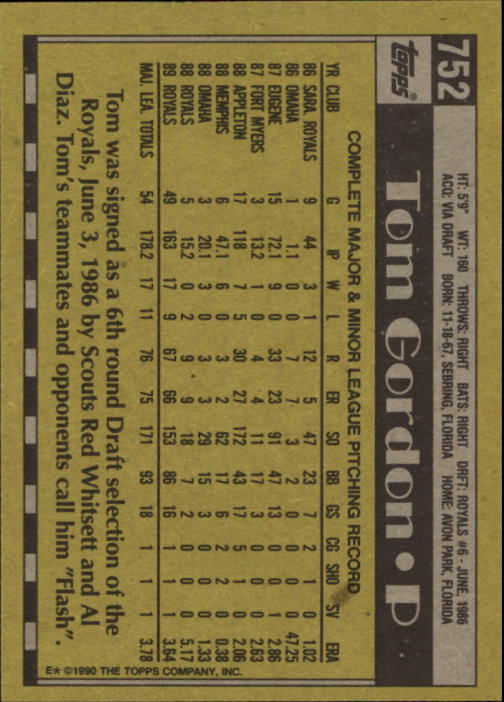 752
topps®
Tom Gordon • P
HT: 5'9" WT: 160 THROWS: RIGHT BATS: RIGHT DRFT: ROYALS #6 - JUNE, 1986
ACQ: VIA DRAFT BORN: 11-18-67, SEBRING, FLORIDA HOME: AVON PARK, FLORIDA
COMPLETE MAJOR & MINOR LEAGUE PITCHING RECORD
YR CLUB G IP W L R ER SO BB GS CG SHO SV ERA
86 SARA. ROYALS 9 44 3 1 12 5 47 23 7 2 1 0 1.02
86 OMAHA 1 1.1 0 0 7 7 3 2 0 0 0 0 47.25
87 EUGENE 15 72.1 9 0 33 23 91 47 13 0 0 1 2.86
87 FORT MYERS 3 13.2 1 0 4 4 11 17 3 0 0 0 2.63
88 APPLETON 17 118 7 5 30 27 172 43 17 5 1 0 2.06
88 MEMPHIS 6 47.1 6 0 3 2 62 17 6 2 2 0 0.38
88 OMAHA 3 20.1 3 0 3 3 29 15 3 0 0 0 1.33
88 ROYALS 5 15.2 0 2 9 9 18 7 2 0 0 0 5.17
89 ROYALS 49 163 17 9 67 66 153 86 16 1 1 1 3.64
MAJ. LEA. TOTALS 54 178.2 17 11 76 75 171 93 18 1 1 1 3.78
Tom was signed as a 6th round Draft selection of the
Royals, June 3, 1986 by Scouts Red Whitsett and Al
Diaz. Tom's teammates and opponents call him "Flash".
E✶ ©1990 THE TOPPS COMPANY, INC.